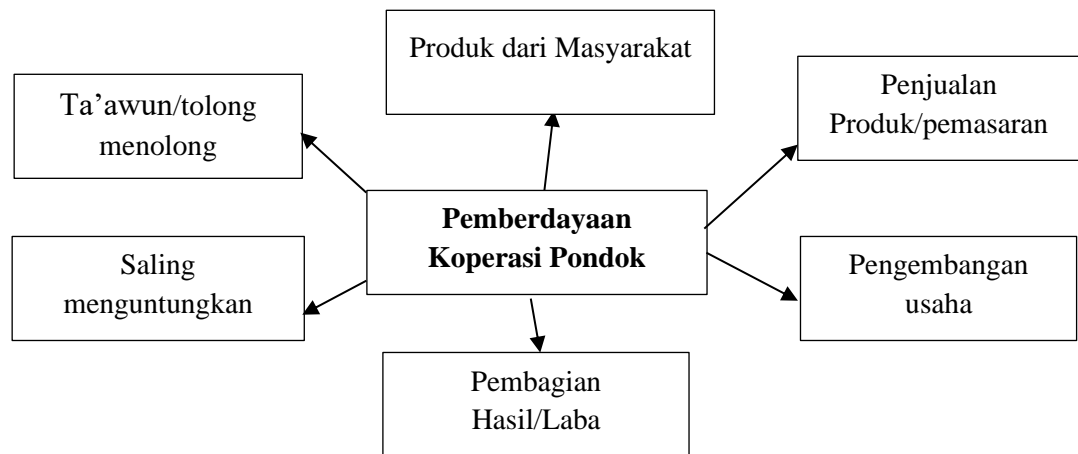 Produk dari Masyarakat
Ta’awun/tolong
menolong
Penjualan
Produk/pemasaran
Pemberdayaan
Koperasi Pondok
Saling
menguntungkan
Pengembangan
usaha
Pembagian
Hasil/Laba